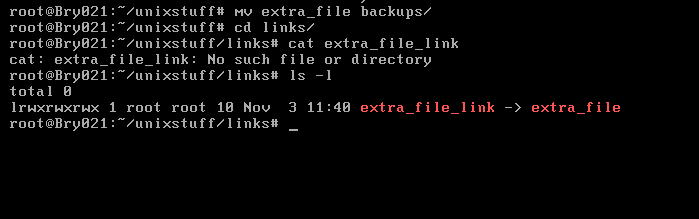 root@Bry021:~/unixstuff# mv extra_file backups/
root@Bry021:~/unixstuff# cd links/
root@Bry021:~/unixstuff/links# cat extra_file_link
cat: extra_file_link: No such file or directory
root@Bry021:~/unixstuff/links# ls -l
total 0
lrwxrwxrwx 1 root root 10 Nov  3 11:40 extra_file_link -> extra_file
root@Bry021:~/unixstuff/links# _